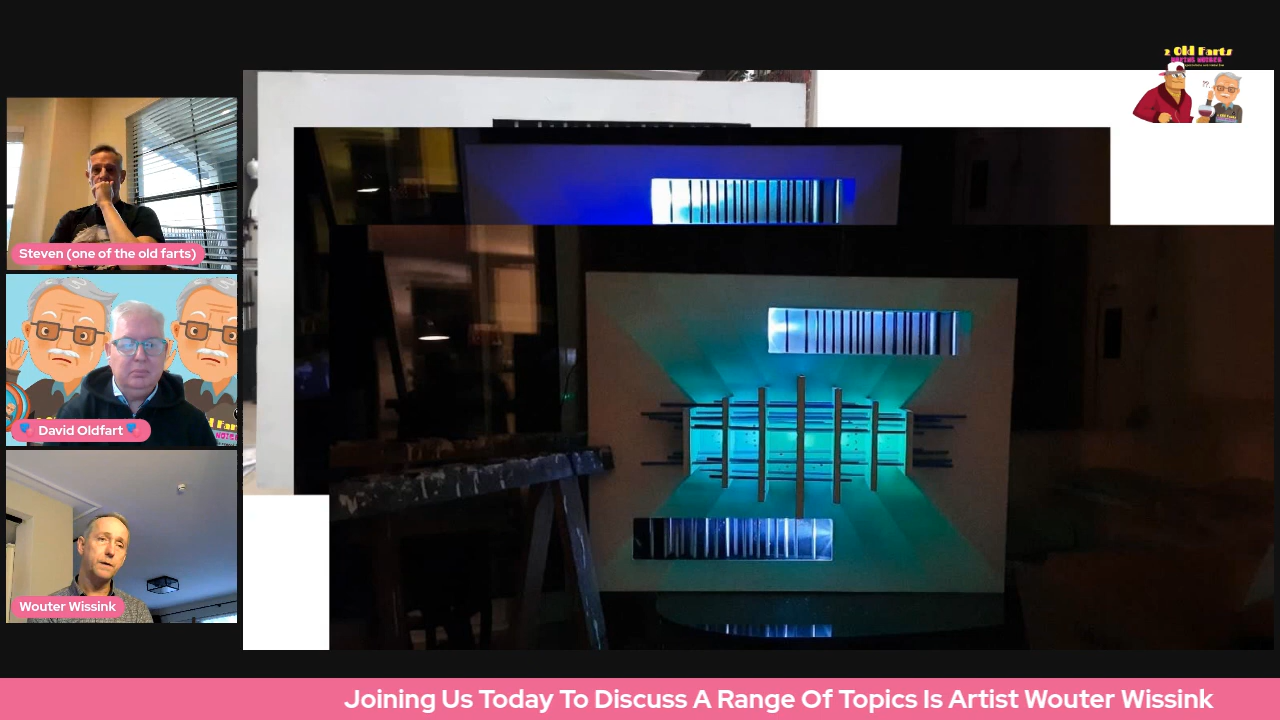 2 Old Farts
Steven (one of the old farts)
David Oldfart
Wouter Wissink
Joining Us Today To Discuss A Range Of Topics Is Artist Wouter Wissink